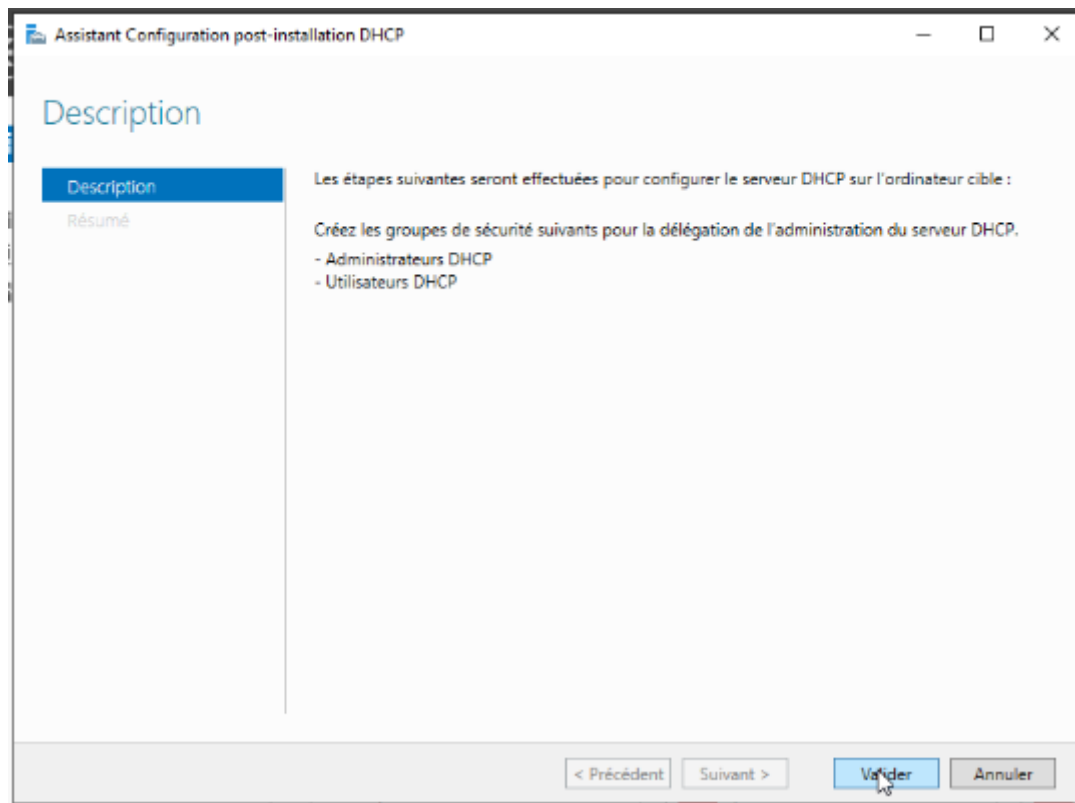 Assistant Configuration post-installation DHCP
Description
Description
Résumé
Les étapes suivantes seront effectuées pour configurer le serveur DHCP sur l'ordinateur cible :
Créez les groupes de sécurité suivants pour la délégation de l'administration du serveur DHCP.
- Administrateurs DHCP
- Utilisateurs DHCP
< Précédent
Suivant >
Valider
Annuler